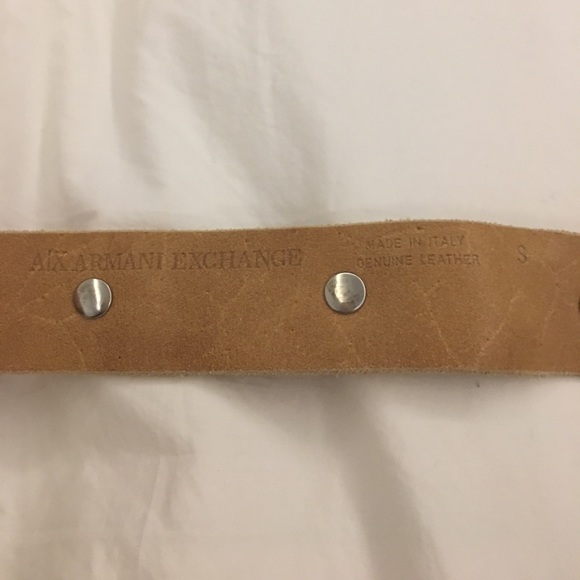 A|X ARMANI EXCHANGE
MADE IN ITALY
GENUINE LEATHER
S